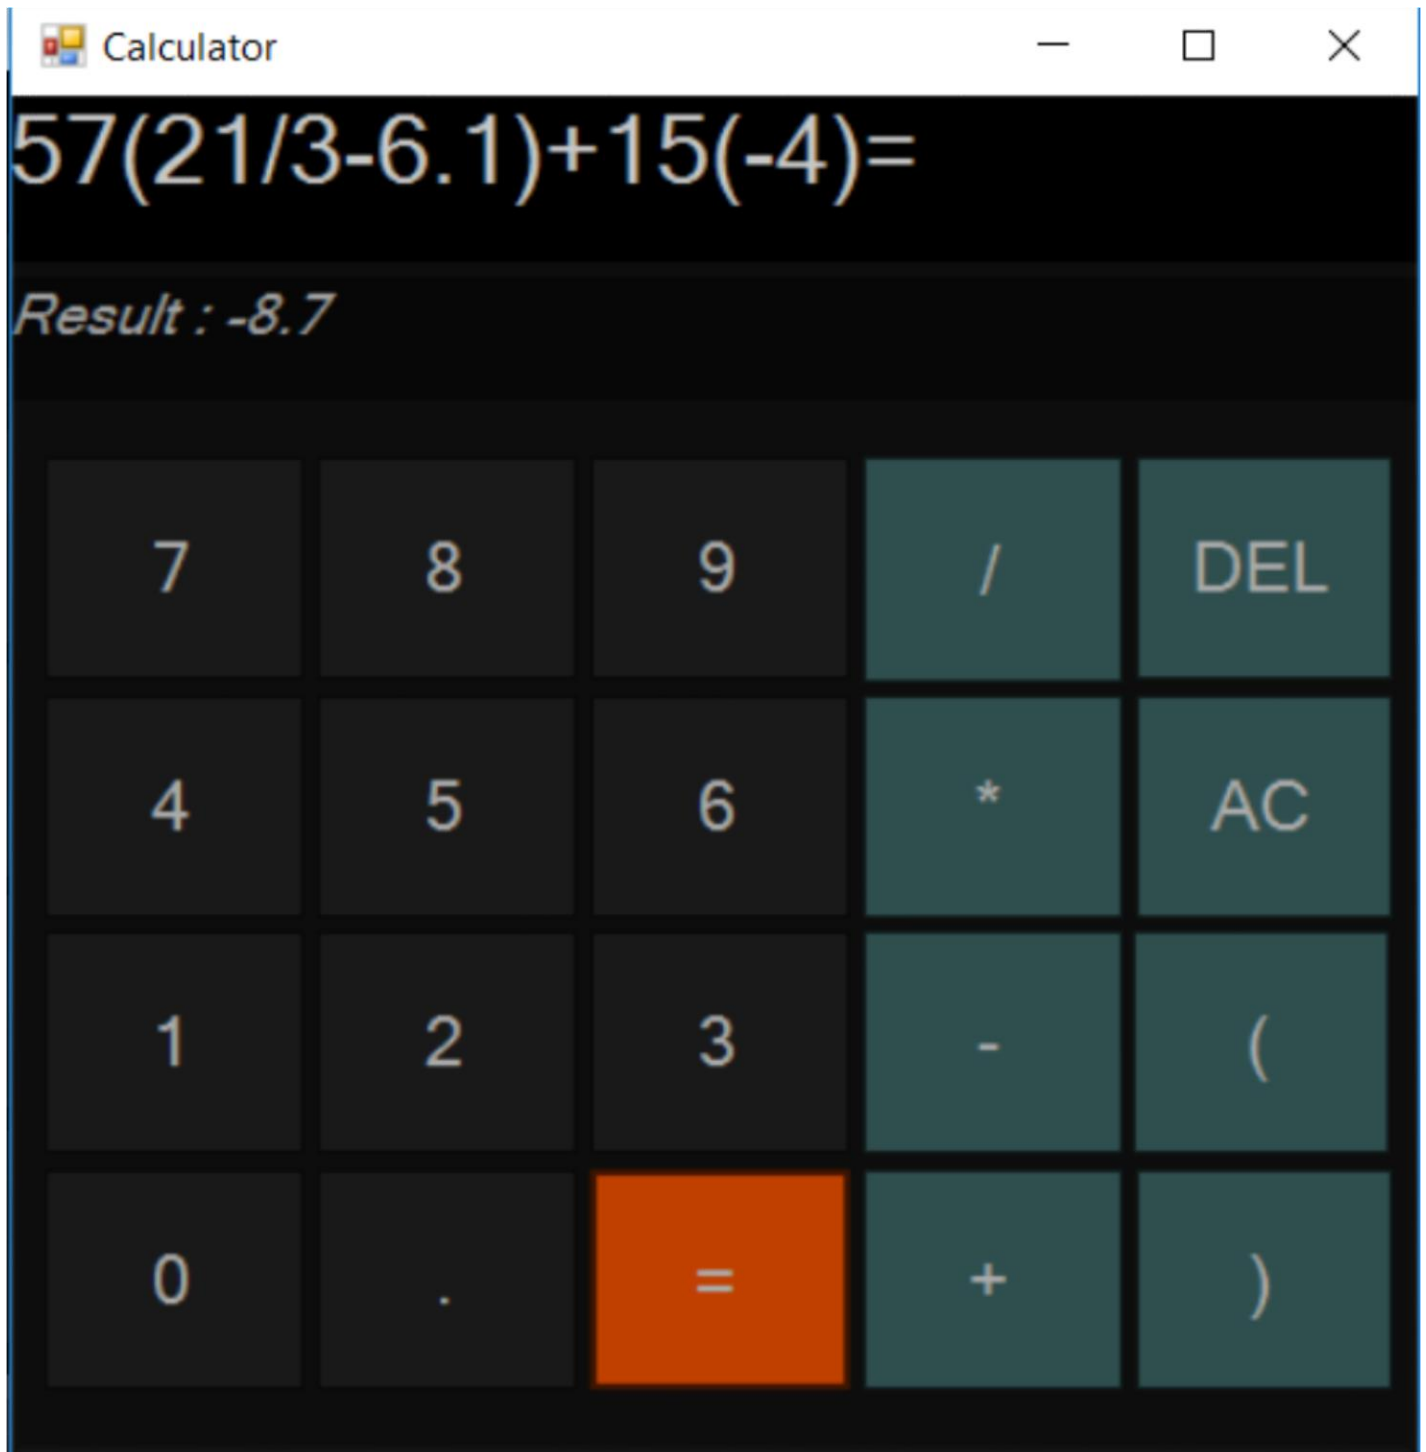 Calculator
57(21/3-6.1)+15(-4)=
Result : -8.7
7 8 9 / DEL
4 5 6 * AC
1 2 3 - (
0 . = + )